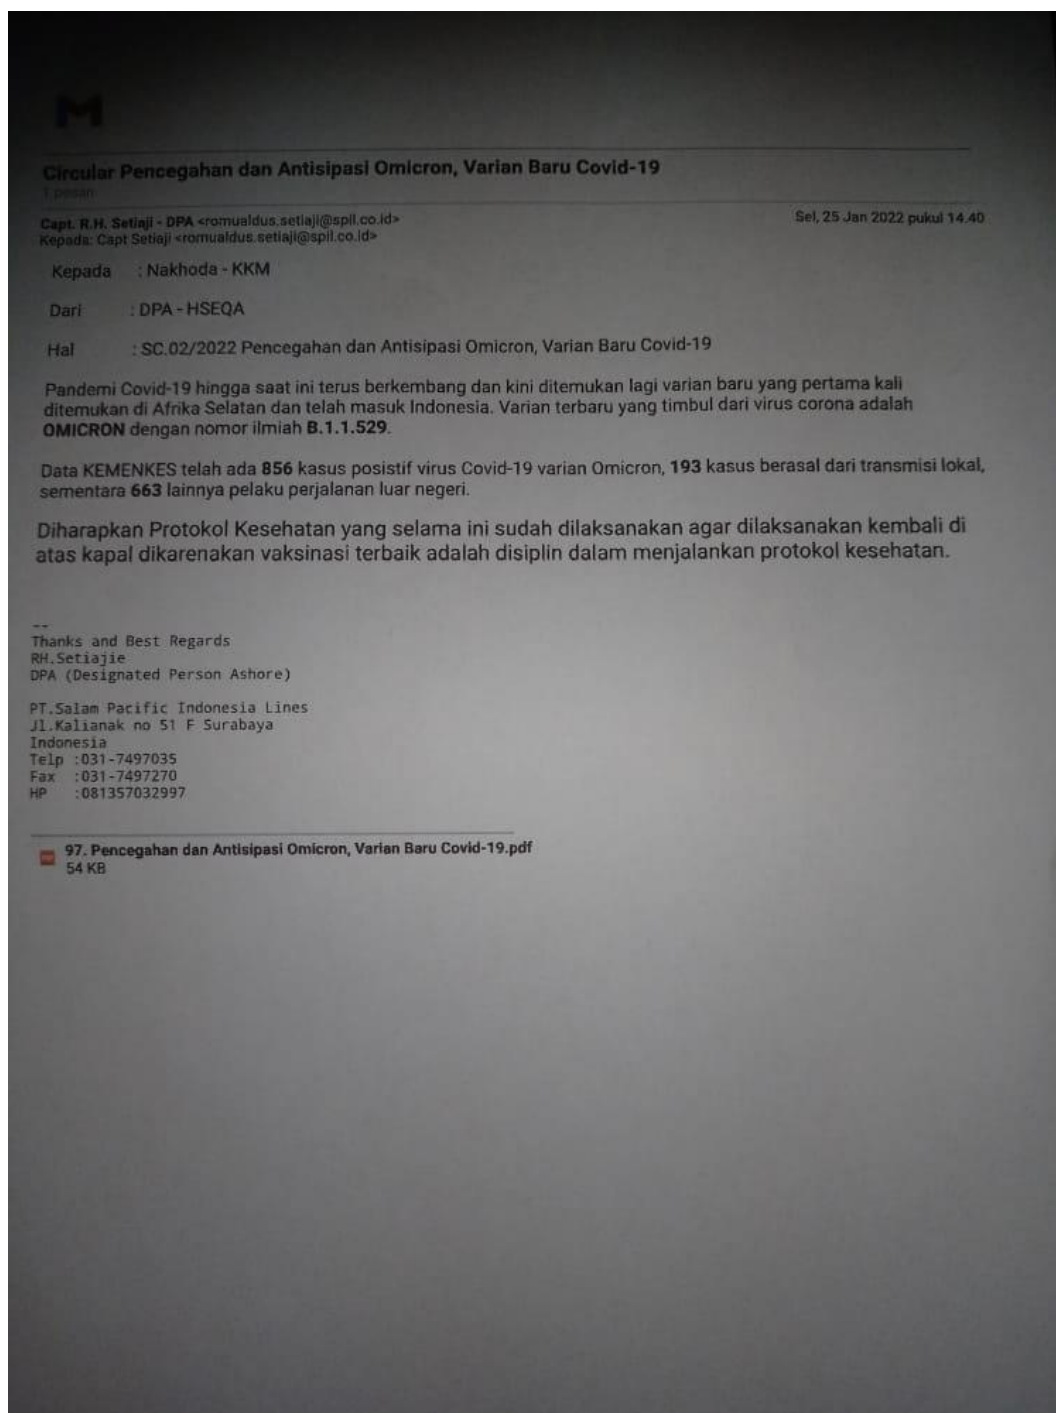 M
Circular Pencegahan dan Antisipasi Omicron, Varian Baru Covid-19
1 pesan
Capt. R.H. Setiaji - DPA <romualdus.setiaji@spil.co.id>
Sel, 25 Jan 2022 pukul 14.40
Kepada: Capt Setiaji <romualdus.setiaji@spil.co.id>
Kepada : Nakhoda - KKM
Dari : DPA - HSEQA
Hal : SC.02/2022 Pencegahan dan Antisipasi Omicron, Varian Baru Covid-19
Pandemi Covid-19 hingga saat ini terus berkembang dan kini ditemukan lagi varian baru yang pertama kali
ditemukan di Afrika Selatan dan telah masuk Indonesia. Varian terbaru yang timbul dari virus corona adalah
OMICRON dengan nomor ilmiah B.1.1.529.
Data KEMENKES telah ada 856 kasus posistif virus Covid-19 varian Omicron, 193 kasus berasal dari transmisi lokal,
sementara 663 lainnya pelaku perjalanan luar negeri.
Diharapkan Protokol Kesehatan yang selama ini sudah dilaksanakan agar dilaksanakan kembali di
atas kapal dikarenakan vaksinasi terbaik adalah disiplin dalam menjalankan protokol kesehatan.
--
Thanks and Best Regards
RH.Setiajie
DPA (Designated Person Ashore)
PT.Salam Pacific Indonesia Lines
Jl.Kalianak no 51 F Surabaya
Indonesia
Telp :031-7497035
Fax :031-7497270
HP :081357032997
97. Pencegahan dan Antisipasi Omicron, Varian Baru Covid-19.pdf
54 KB